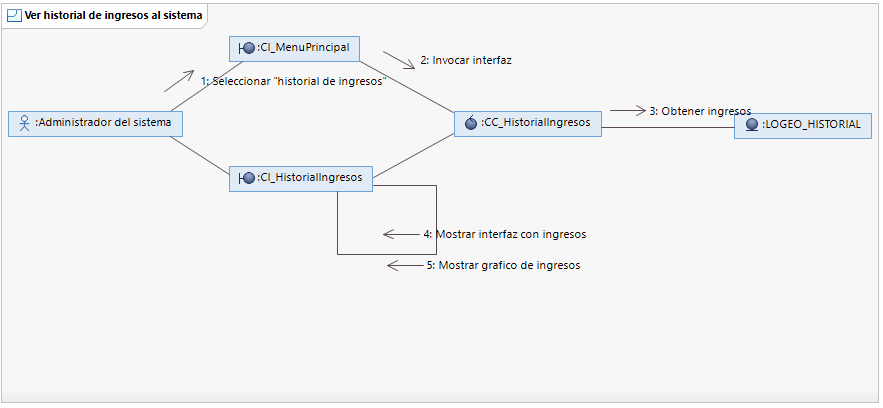 Ver historial de ingresos al sistema
:CI_MenuPrincipal
2: Invocar interfaz
1: Seleccionar "historial de ingresos"
:Administrador del sistema
:CC_HistorialIngresos
3: Obtener ingresos
:LOGEO_HISTORIAL
:CI_HistorialIngresos
4: Mostrar interfaz con ingresos
5: Mostrar grafico de ingresos